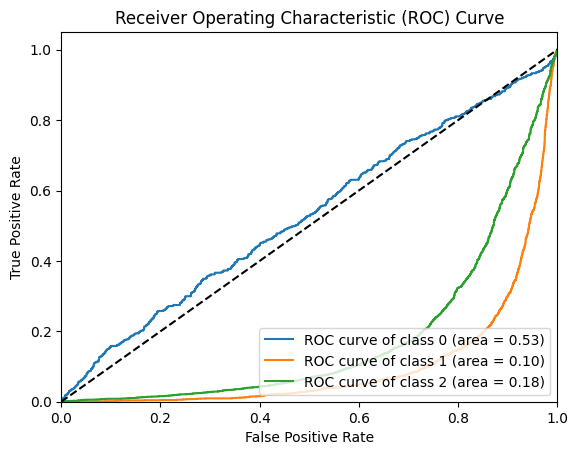 Receiver Operating Characteristic (ROC) Curve
1.0
0.8
0.6
0.4
0.2
0.0
True Positive Rate
ROC curve of class 0 (area = 0.53)
ROC curve of class 1 (area = 0.10)
ROC curve of class 2 (area = 0.18)
0.0 0.2 0.4 0.6 0.8 1.0
False Positive Rate